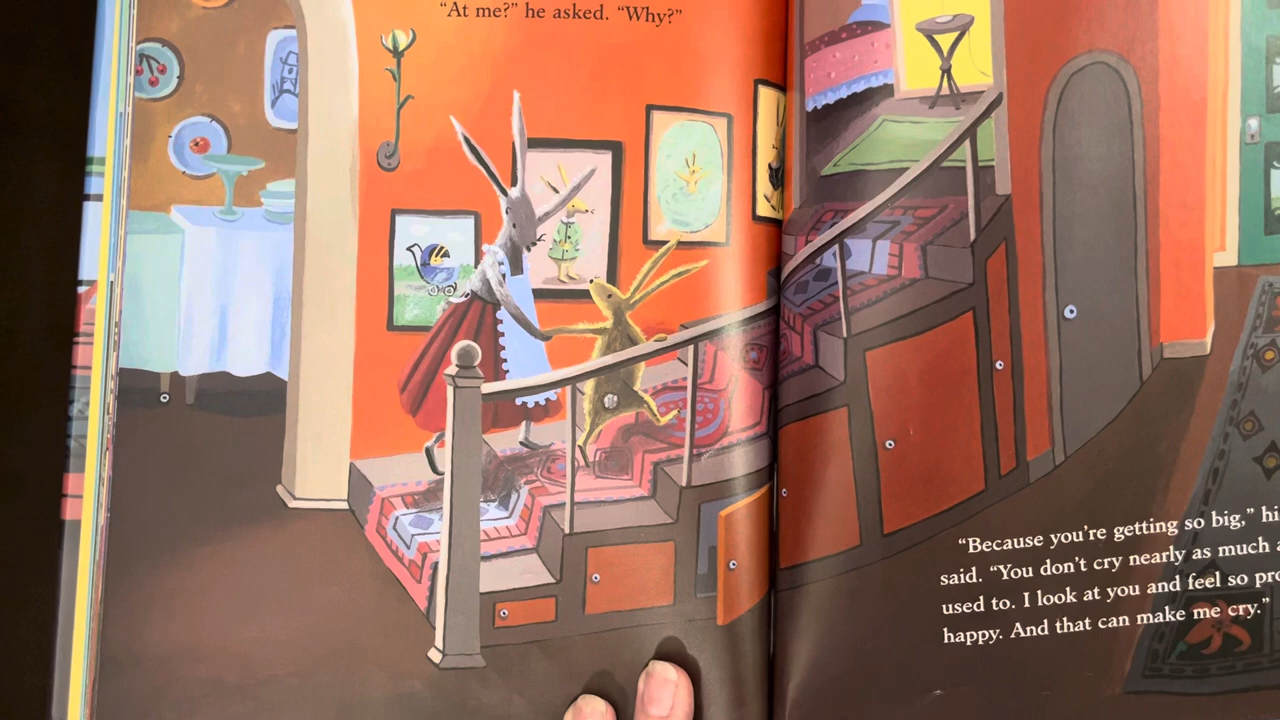 “At me?” he asked. “Why?”
“Because you’re getting so big,”
said. “You don’t cry nearly as much
used to. I look at you and feel so
happy. And that can make me cry.”